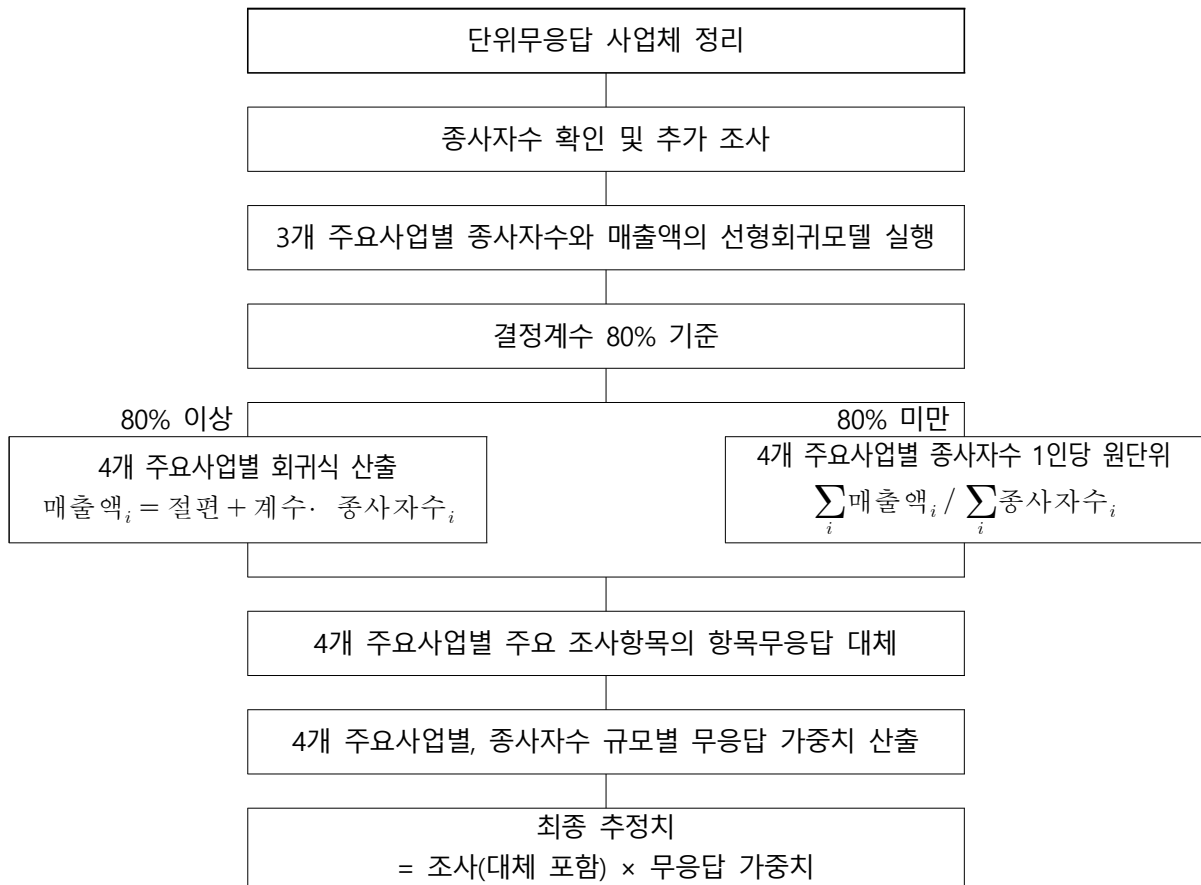 단위무응답 사업체 정리
종사자수 확인 및 추가 조사
3개 주요사업별 종사자수와 매출액의 선형회귀모델 실행
결정계수 80% 기준
80% 이상
4개 주요사업별 회귀식 산출
매출액i = 절편 + 계수· 종사자수i
80% 미만
4개 주요사업별 종사자수 1인당 원단위
∑i매출액i / ∑i종사자수i
4개 주요사업별 주요 조사항목의 항목무응답 대체
4개 주요사업별, 종사자수 규모별 무응답 가중치 산출
최종 추정치
= 조사(대체 포함) × 무응답 가중치